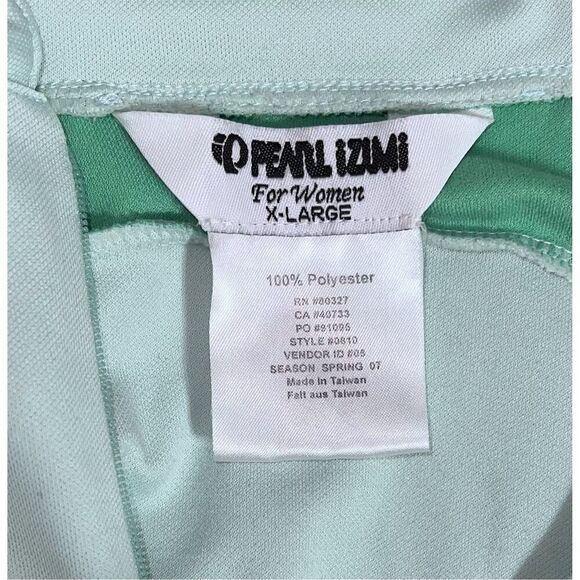 PEARL iZUMi
For Women
X-LARGE
100% Polyester
RN #80327
CA #40733
PO #91095
STYLE #0810
VENDOR ID #05
SEASON SPRING 07
Made in Taiwan
Fait aus Taiwan